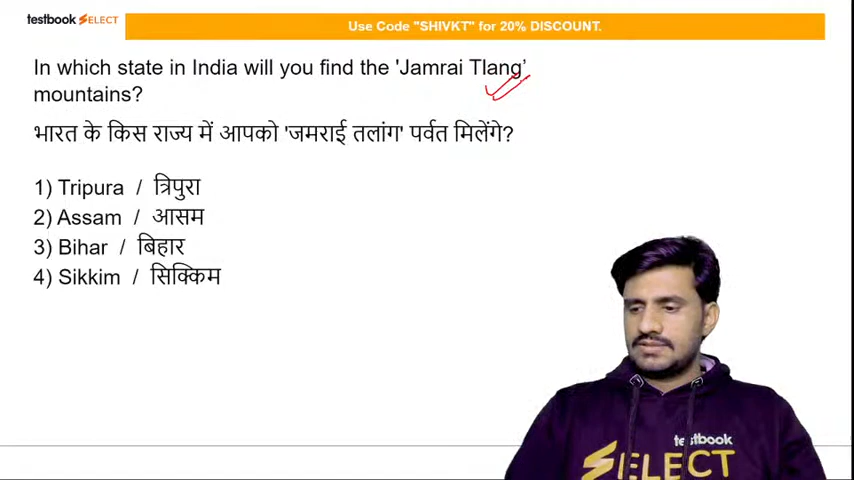 testbook SELECT
Use Code "SHIVKT" for 20% DISCOUNT.
In which state in India will you find the 'Jamrai Tlang'
mountains?
भारत के किस राज्य में आपको 'जमराई तलांग' पर्वत मिलेंगे?
1) Tripura / त्रिपुरा
2) Assam / आसम
3) Bihar / बिहार
4) Sikkim / सिक्किम
testbook
SELECT